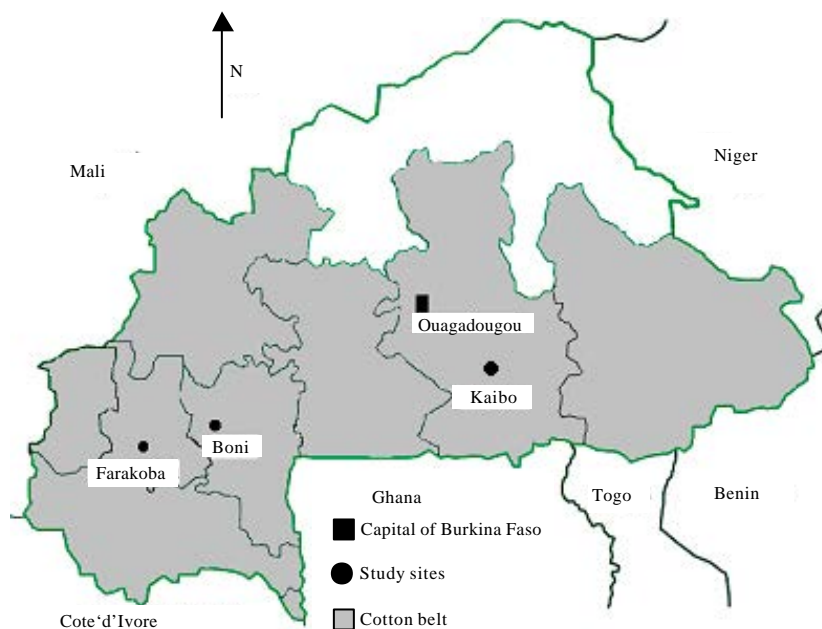 N
Mali
Niger
Ouagadougou
Kaibo
Boni
Farakoba
Ghana
Togo
Benin
Capital of Burkina Faso
Study sites
Cotton belt
Cote‘d’Ivore